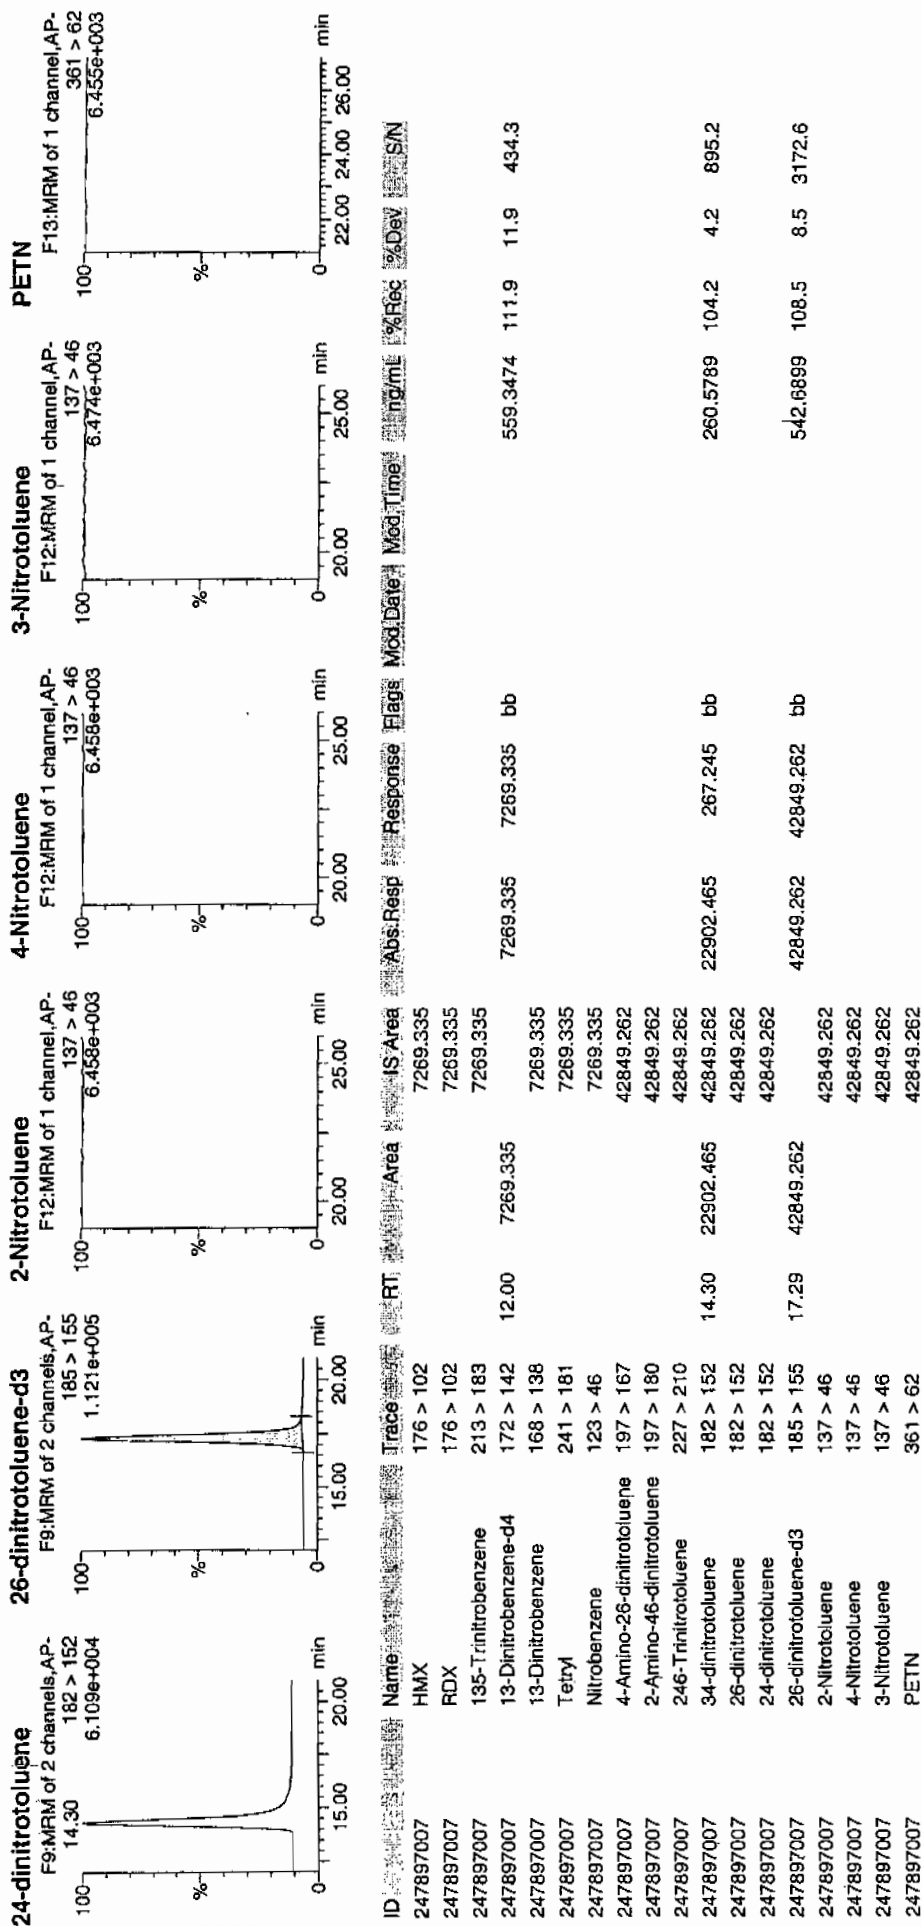 24-dinitrotoluene
F9:MRM of 2 channels,AP-
14.30 182 > 152
6.109e+004
100
%
0
15.00 20.00 min
26-dinitrotoluene-d3
F9:MRM of 2 channels,AP-
185 > 155
1.121e+005
100
%
0
15.00 20.00 min
2-Nitrotoluene
F12:MRM of 1 channel,AP-
137 > 46
6.458e+003
100
%
0
20.00 25.00 min
4-Nitrotoluene
F12:MRM of 1 channel,AP-
137 > 46
6.458e+003
100
%
0
20.00 25.00 min
3-Nitrotoluene
F12:MRM of 1 channel,AP-
137 > 46
6.474e+003
100
%
0
20.00 25.00 min
PETN
F13:MRM of 1 channel,AP-
361 > 62
6.455e+003
100
%
0
22.00 24.00 26.00 min
ID Name Trace RT Area IS Area Abs.Resp Response Flags Mod.Date Mod.Time ng/mL %Rec %Dev S/N
247897007 HMX 176 > 102 7269.335
247897007 RDX 176 > 102 7269.335
247897007 135-Trinitrobenzene 213 > 183 7269.335
247897007 13-Dinitrobenzene-d4 172 > 142 12.00 7269.335 7269.335 7269.335 bb 559.3474 111.9 11.9 434.3
247897007 13-Dinitrobenzene 168 > 138 7269.335
247897007 Tetryl 241 > 181 7269.335
247897007 Nitrobenzene 123 > 46 7269.335
247897007 4-Amino-26-dinitrotoluene 197 > 167 42849.262
247897007 2-Amino-46-dinitrotoluene 197 > 180 42849.262
247897007 246-Trinitrotoluene 227 > 210 42849.262
247897007 34-dinitrotoluene 182 > 152 14.30 22902.465 42849.262 22902.465 267.245 bb 260.5789 104.2 4.2 895.2
247897007 26-dinitrotoluene 182 > 152 42849.262
247897007 24-dinitrotoluene 182 > 152 42849.262
247897007 26-dinitrotoluene-d3 185 > 155 17.29 42849.262 42849.262 42849.262 bb 542.6899 108.5 8.5 3172.6
247897007 2-Nitrotoluene 137 > 46 42849.262
247897007 4-Nitrotoluene 137 > 46 42849.262
247897007 3-Nitrotoluene 137 > 46 42849.262
247897007 PETN 361 > 62 42849.262